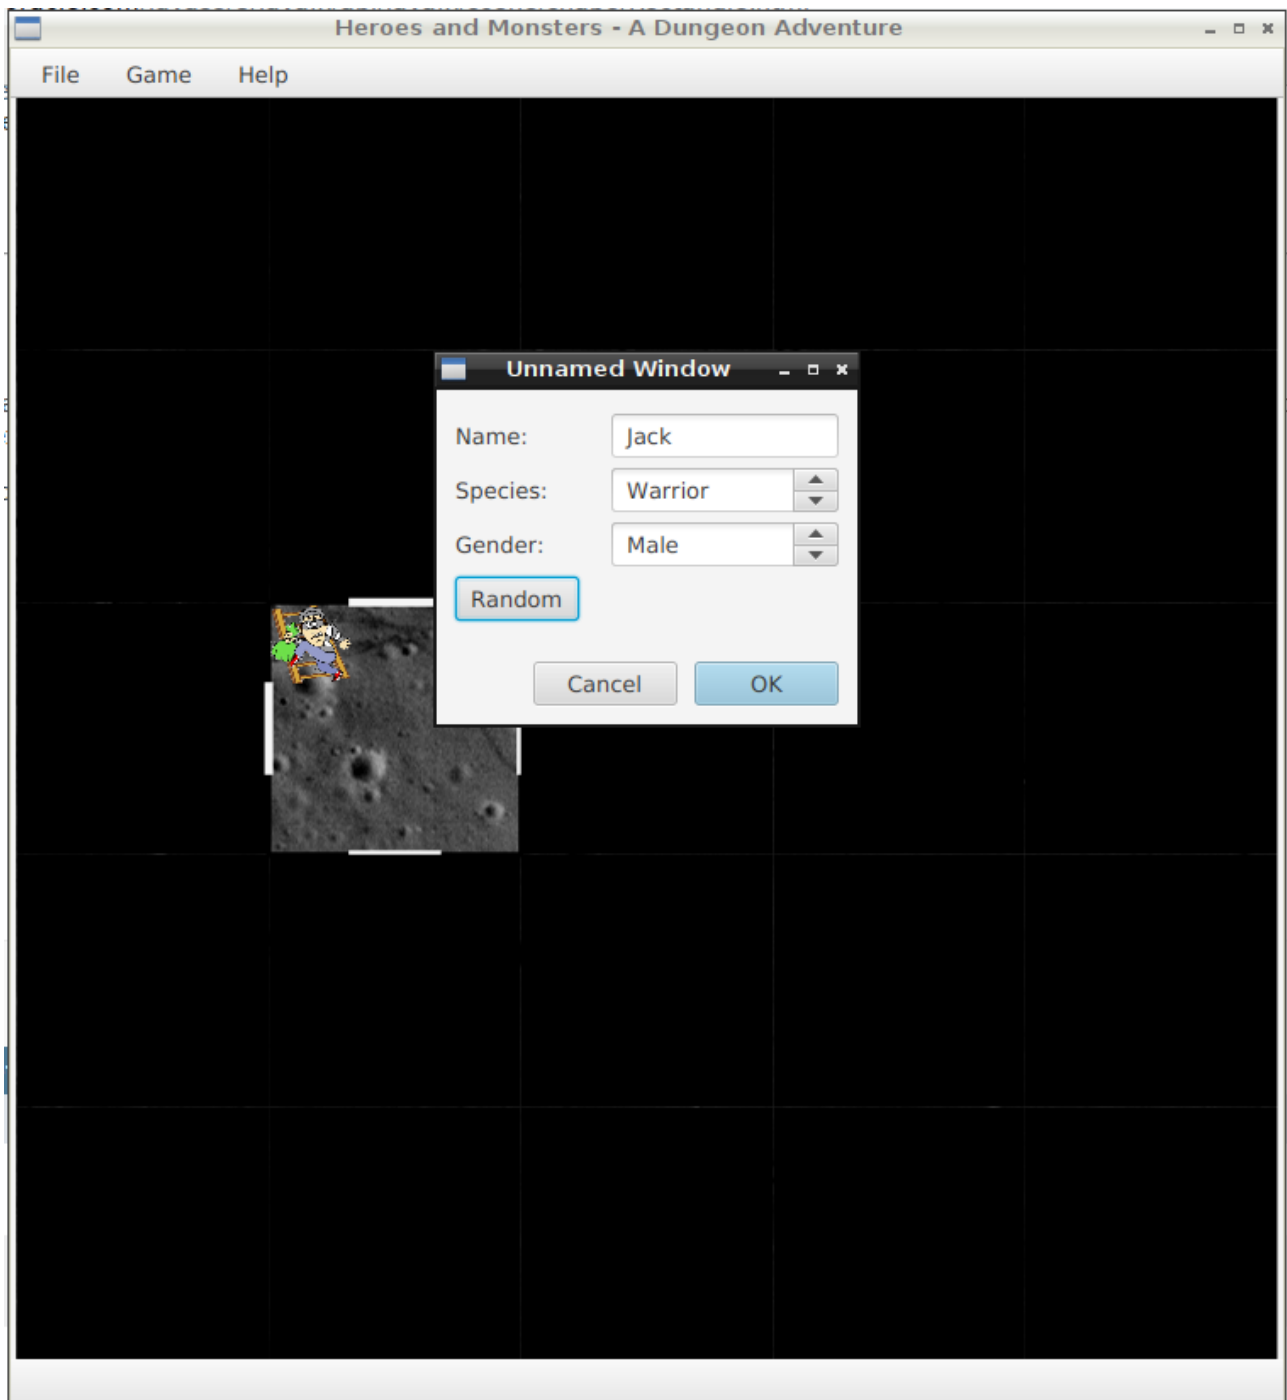 Heroes and Monsters - A Dungeon Adventure
File Game Help
Unnamed Window
Name: Jack
Species: Warrior
Gender: Male
Random
Cancel OK